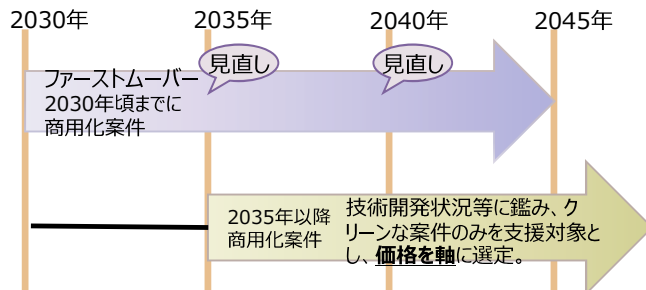 2030年
2035年
2040年
2045年
見直し
見直し
ファーストムーバー
2030年頃までに
商用化案件
2035年以降
商用化案件
技術開発状況等に鑑み、ク
リーンな案件のみを支援対象と
し、価格を軸に選定。